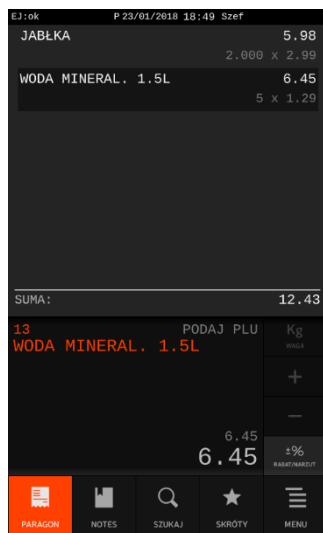 EJ:ok P 23/01/2018 18:49 Szef
JABŁKA 5.98
2.000 x 2.99
WODA MINERAL. 1.5L 6.45
5 x 1.29
SUMA: 12.43
13 PODAJ PLU
WODA MINERAL. 1.5L
Kg
WAGA
+
−
6.45
6.45
±%
RABAT/NARZUT
PARAGON NOTES SZUKAJ SKRÓTY MENU